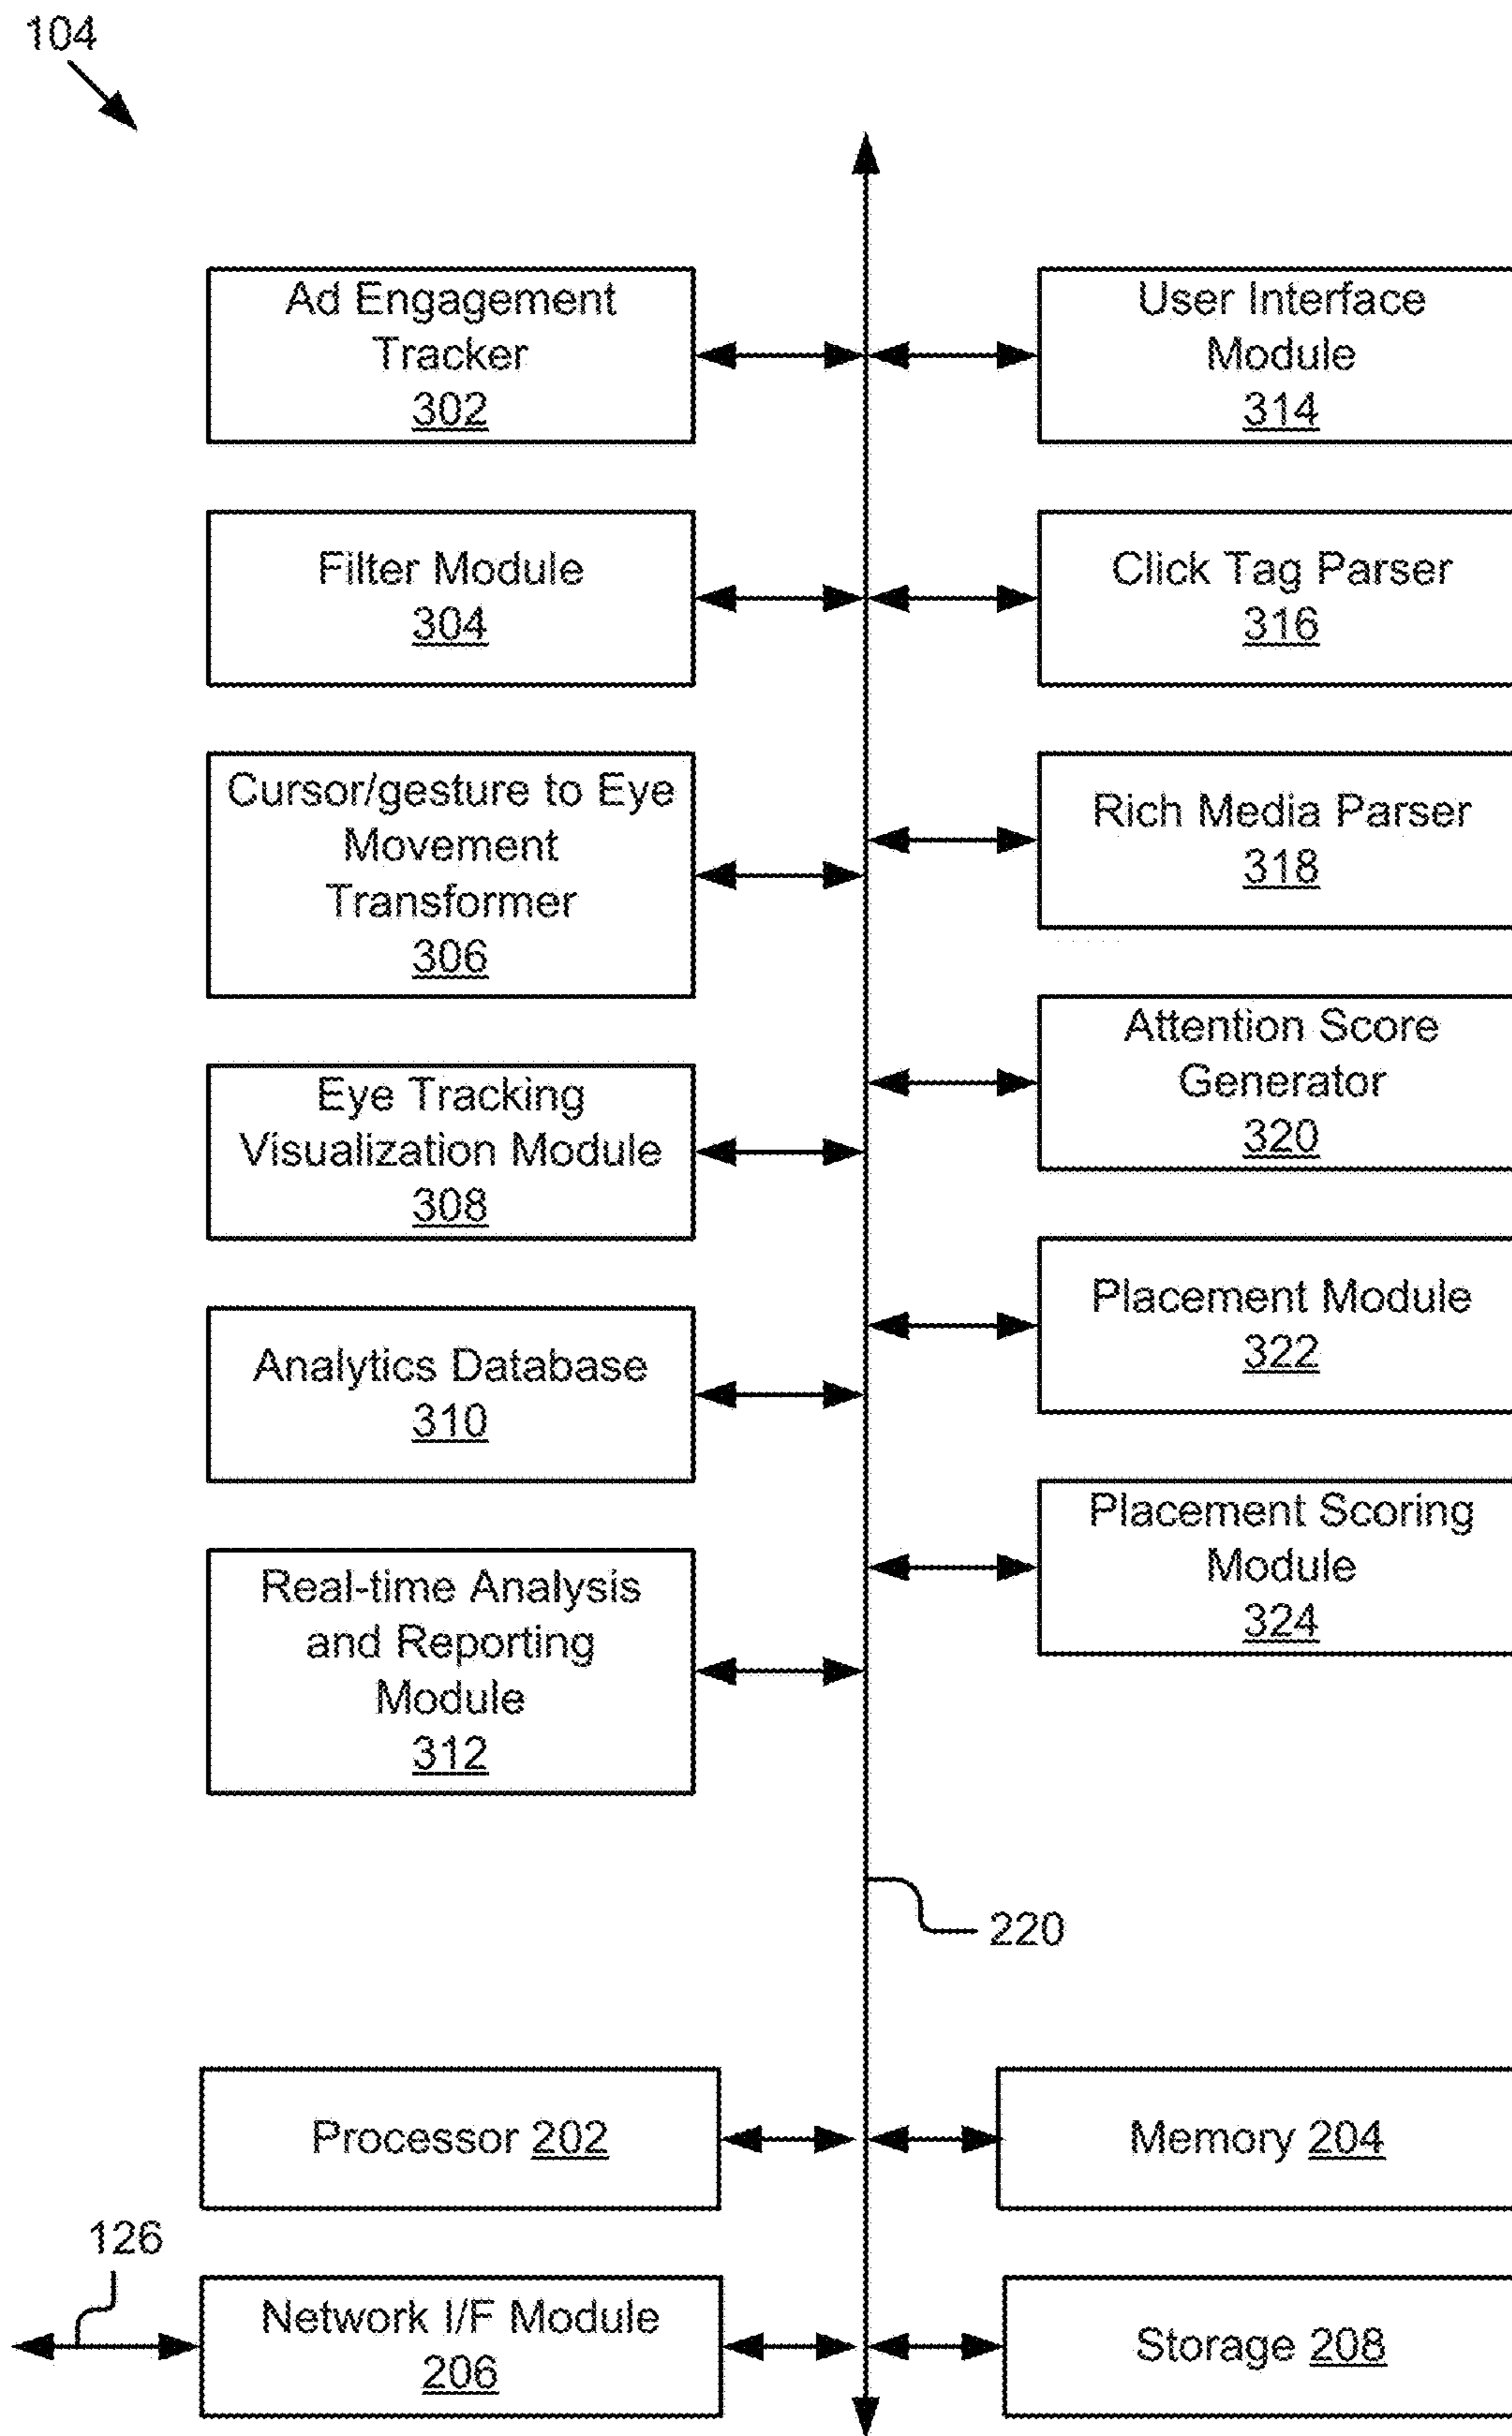 104
Ad Engagement
Tracker
302
User Interface
Module
314
Filter Module
304
Click Tag Parser
316
Cursor/gesture to Eye
Movement
Transformer
306
Rich Media Parser
318
Eye Tracking
Visualization Module
308
Attention Score
Generator
320
Analytics Database
310
Placement Module
322
Real-time Analysis
and Reporting
Module
312
Placement Scoring
Module
324
220
Processor 202
Memory 204
126
Network I/F Module
206
Storage 208